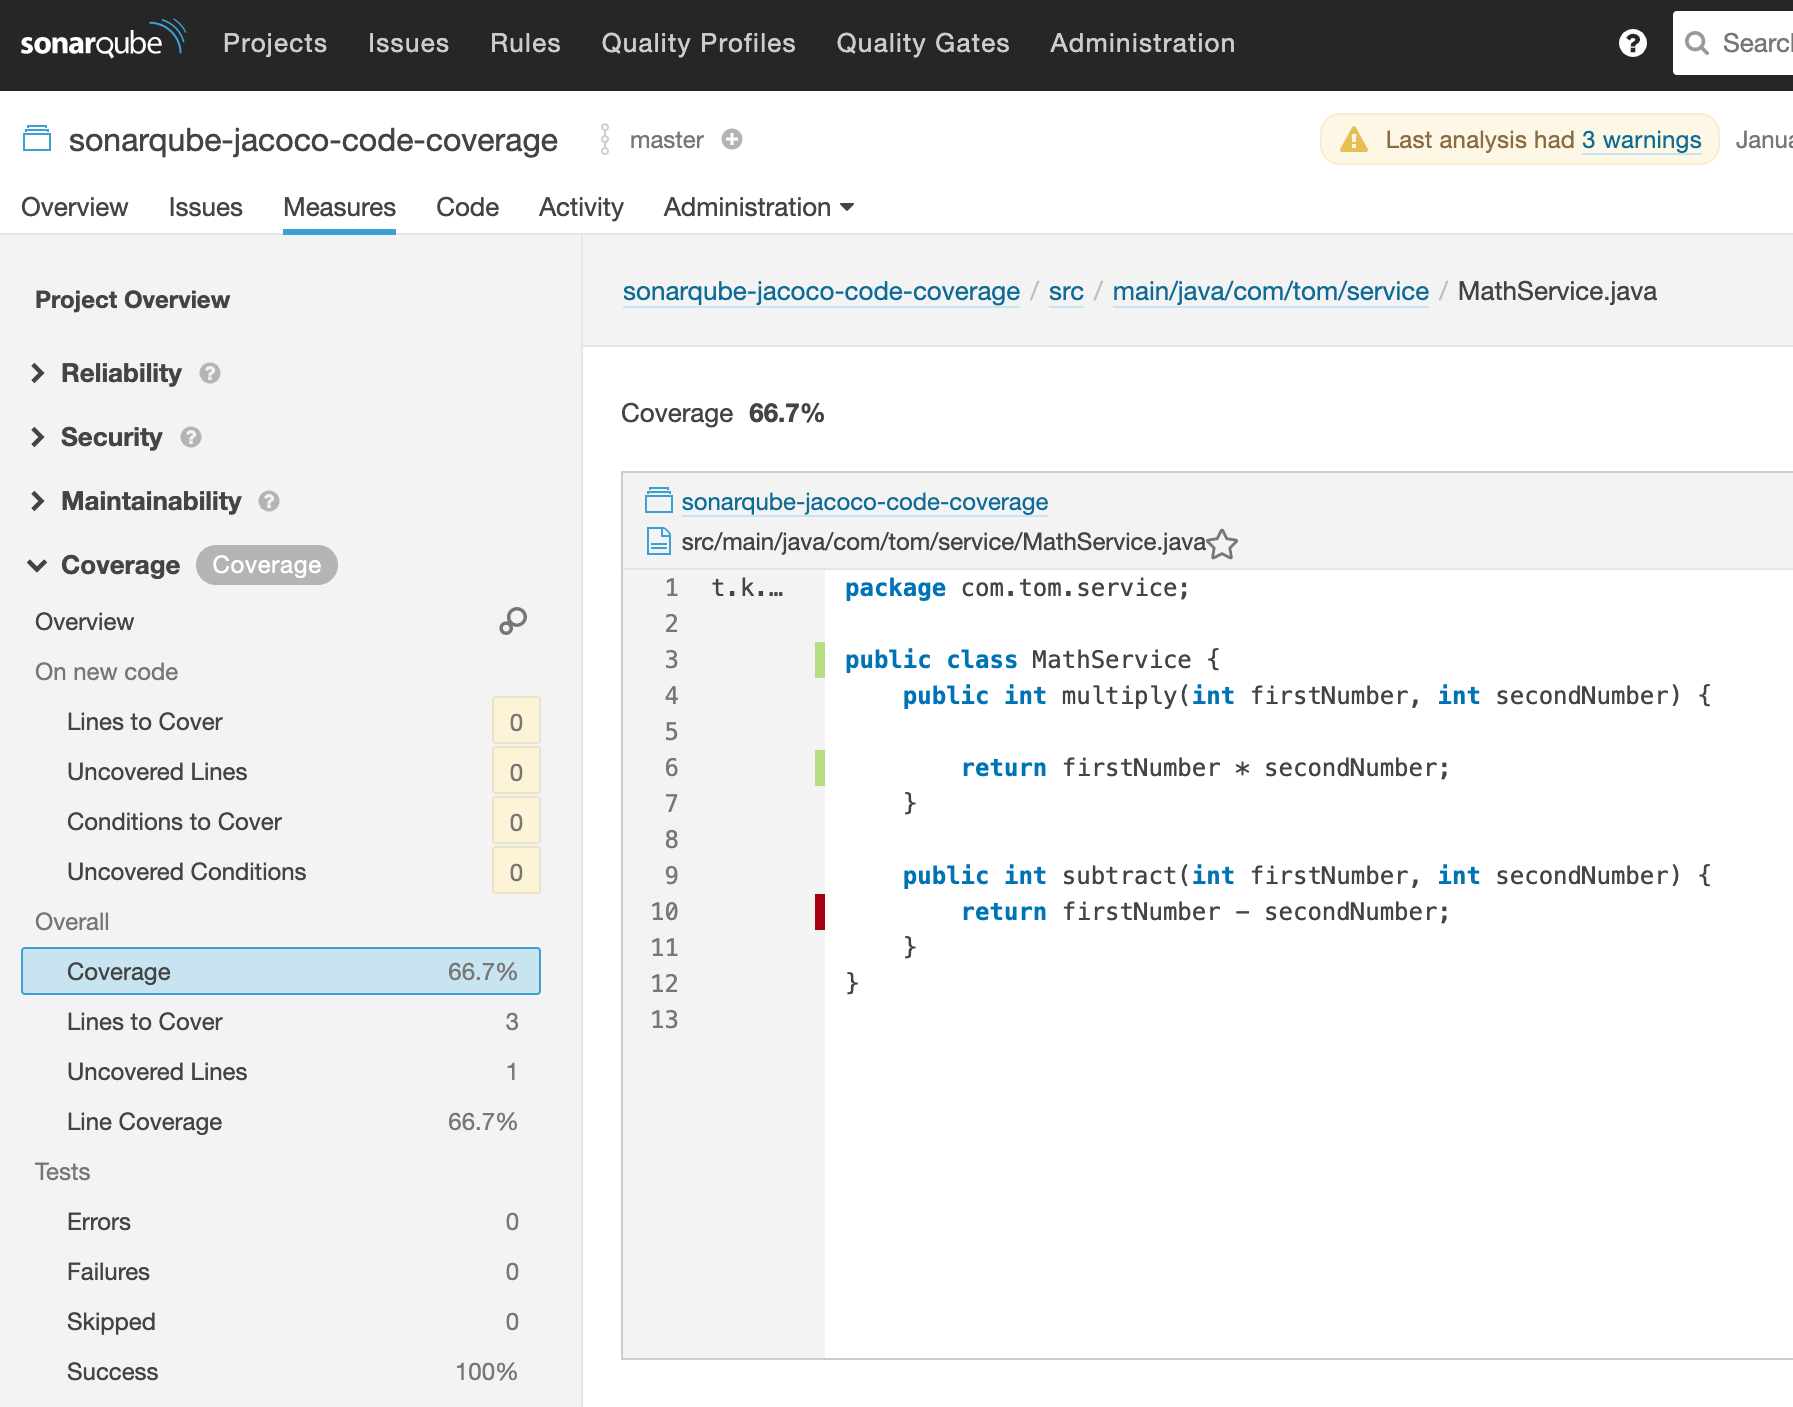 sonarqube Projects Issues Rules Quality Profiles Quality Gates Administration ? Search
sonarqube-jacoco-code-coverage master Last analysis had 3 warnings
Overview Issues Measures Code Activity Administration
Project Overview
Reliability ?
Security ?
Maintainability ?
Coverage Coverage
Overview
On new code
Lines to Cover 0
Uncovered Lines 0
Conditions to Cover 0
Uncovered Conditions 0
Overall
Coverage 66.7%
Lines to Cover 3
Uncovered Lines 1
Line Coverage 66.7%
Tests
Errors 0
Failures 0
Skipped 0
Success 100%
sonarqube-jacoco-code-coverage / src / main/java/com/tom/service / MathService.java
Coverage 66.7%
sonarqube-jacoco-code-coverage
src/main/java/com/tom/service/MathService.java
1 t.k.… package com.tom.service;
2
3 public class MathService {
4 public int multiply(int firstNumber, int secondNumber) {
5
6 return firstNumber * secondNumber;
7 }
8
9 public int subtract(int firstNumber, int secondNumber) {
10 return firstNumber - secondNumber;
11 }
12 }
13